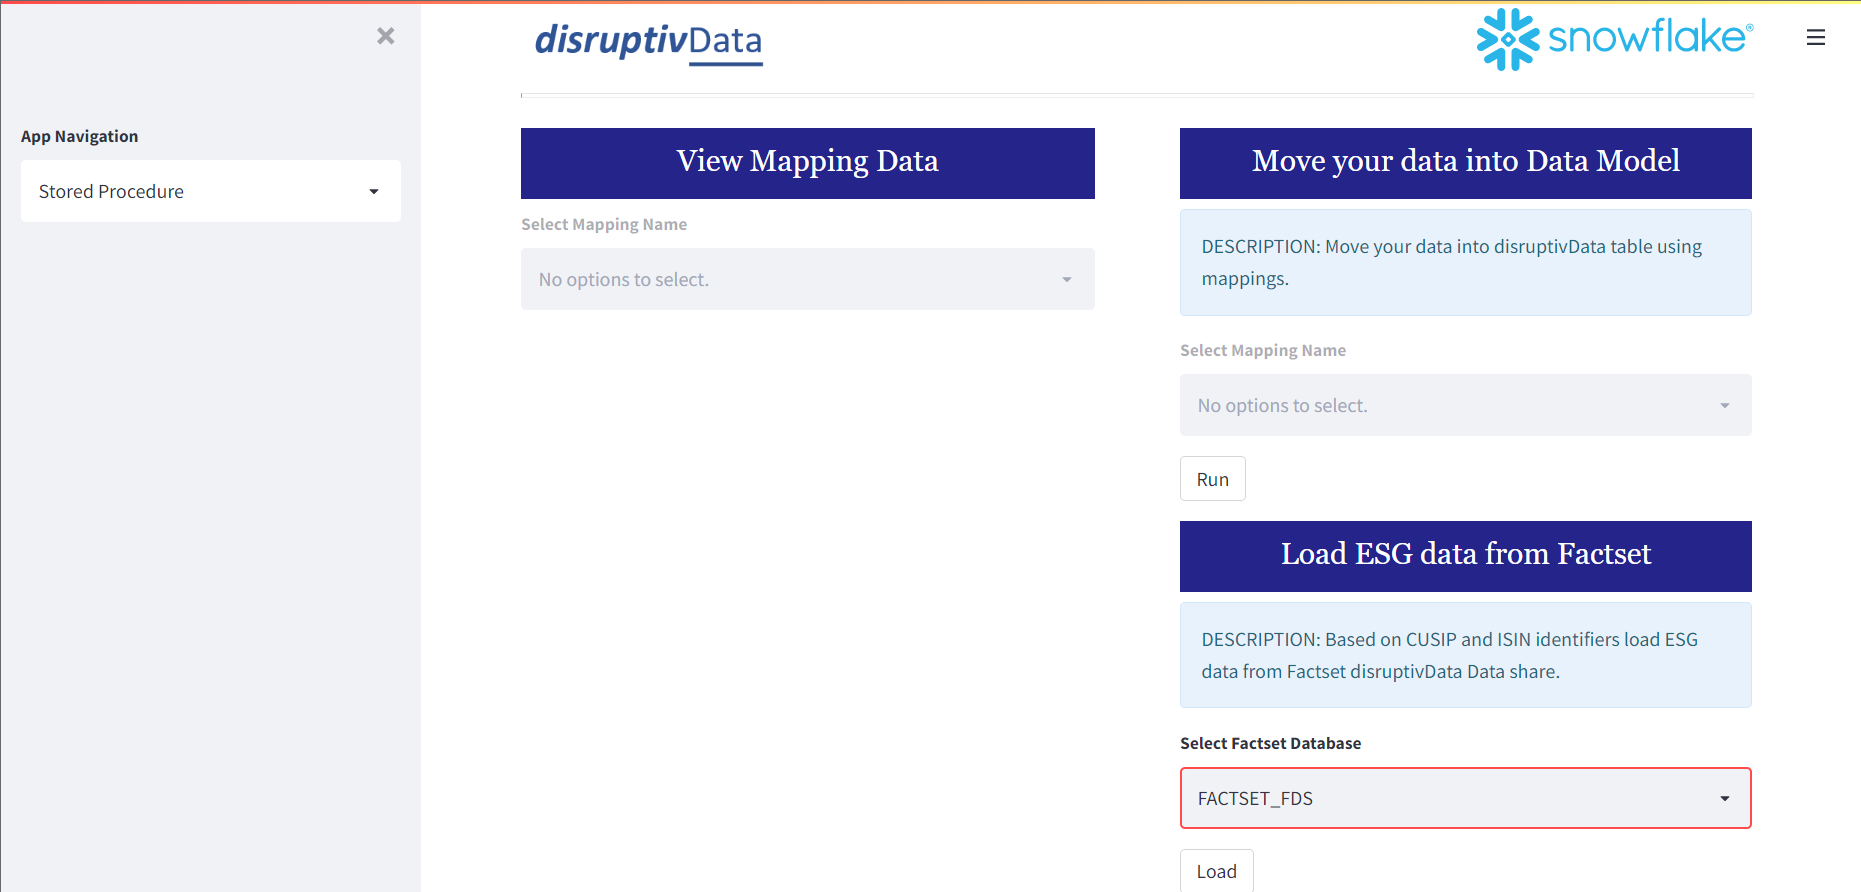 disruptivData
snowflake®
App Navigation
Stored Procedure
View Mapping Data
Select Mapping Name
No options to select.
Move your data into Data Model
DESCRIPTION: Move your data into disruptivData table using
mappings.
Select Mapping Name
No options to select.
Run
Load ESG data from Factset
DESCRIPTION: Based on CUSIP and ISIN identifiers load ESG
data from Factset disruptivData Data share.
Select Factset Database
FACTSET_FDS
Load